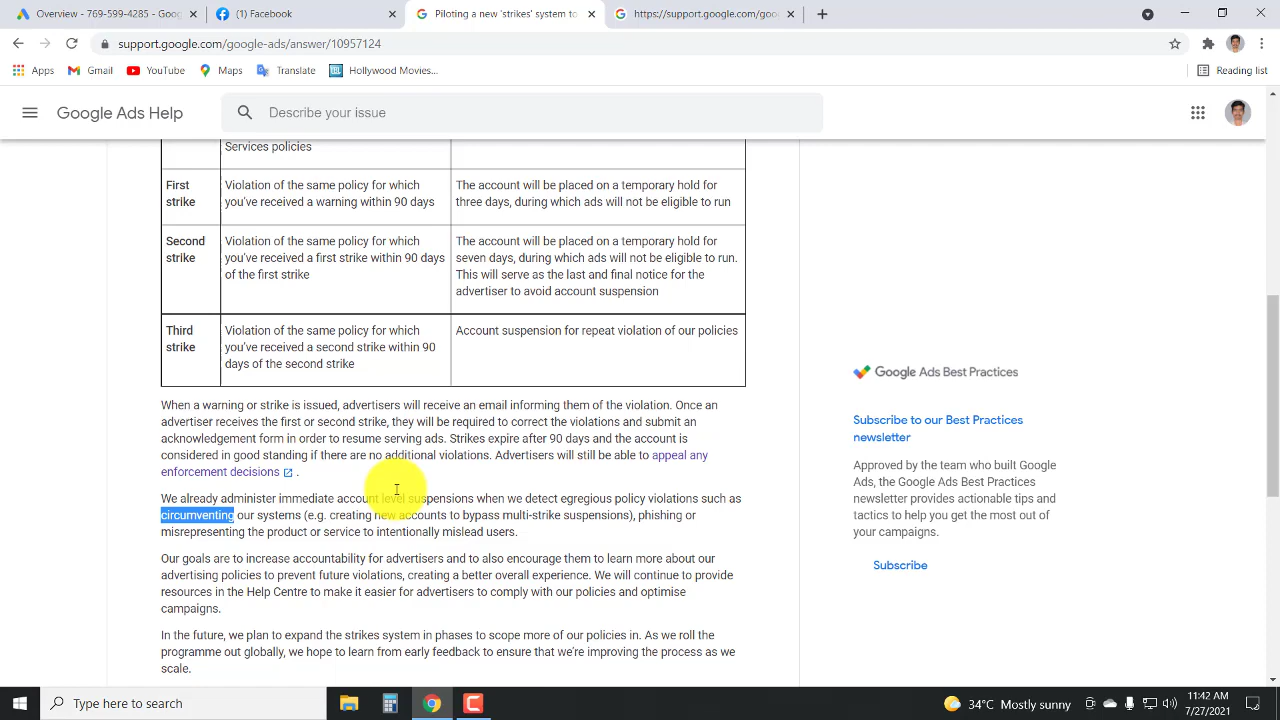 Overview - 769-599-4285 - Googl
(1) Facebook
Piloting a new 'strikes' system to
https://support.google.com/goo
support.google.com/google-ads/answer/10957124
Apps
Gmail
YouTube
Maps
Translate
Hollywood Movies...
Reading list
Google Ads Help
Describe your issue
Services policies
First
strike
Violation of the same policy for which
you've received a warning within 90 days
The account will be placed on a temporary hold for
three days, during which ads will not be eligible to run
Second
strike
Violation of the same policy for which
you've received a first strike within 90 days
of the first strike
The account will be placed on a temporary hold for
seven days, during which ads will not be eligible to run.
This will serve as the last and final notice for the
advertiser to avoid account suspension
Third
strike
Violation of the same policy for which
you've received a second strike within 90
days of the second strike
Account suspension for repeat violation of our policies
When a warning or strike is issued, advertisers will receive an email informing them of the violation. Once an
advertiser receives the first or second strike, they will be required to correct the violations and submit an
acknowledgement form in order to resume serving ads. Strikes expire after 90 days and the account is
considered in good standing if there are no additional violations. Advertisers will still be able to appeal any
enforcement decisions .
We already administer immediate account level suspensions when we detect egregious policy violations such as
circumventing our systems (e.g. creating new accounts to bypass multi-strike suspensions), phishing or
misrepresenting the product or service to intentionally mislead users.
Our goals are to increase accountability for advertisers and to also encourage them to learn more about our
advertising policies to prevent future violations, creating a better overall experience. We will continue to provide
resources in the Help Centre to make it easier for advertisers to comply with our policies and optimise
campaigns.
In the future, we plan to expand the strikes system in phases to scope more of our policies in. As we roll the
programme out globally, we hope to learn from early feedback to ensure that we're improving the process as we
scale.
Google Ads Best Practices
Subscribe to our Best Practices
newsletter
Approved by the team who built Google
Ads, the Google Ads Best Practices
newsletter provides actionable tips and
tactics to help you get the most out of
your campaigns.
Subscribe
Type here to search
34°C Mostly sunny
11:42 AM
7/27/2021